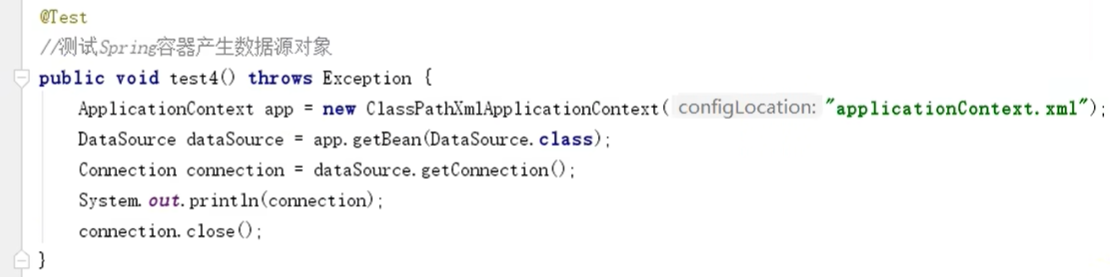 @Test
//测试Spring容器产生数据源对象
public void test4() throws Exception {
ApplicationContext app = new ClassPathXmlApplicationContext( configLocation: "applicationContext.xml");
DataSource dataSource = app.getBean(DataSource.class);
Connection connection = dataSource.getConnection();
System.out.println(connection);
connection.close();
}